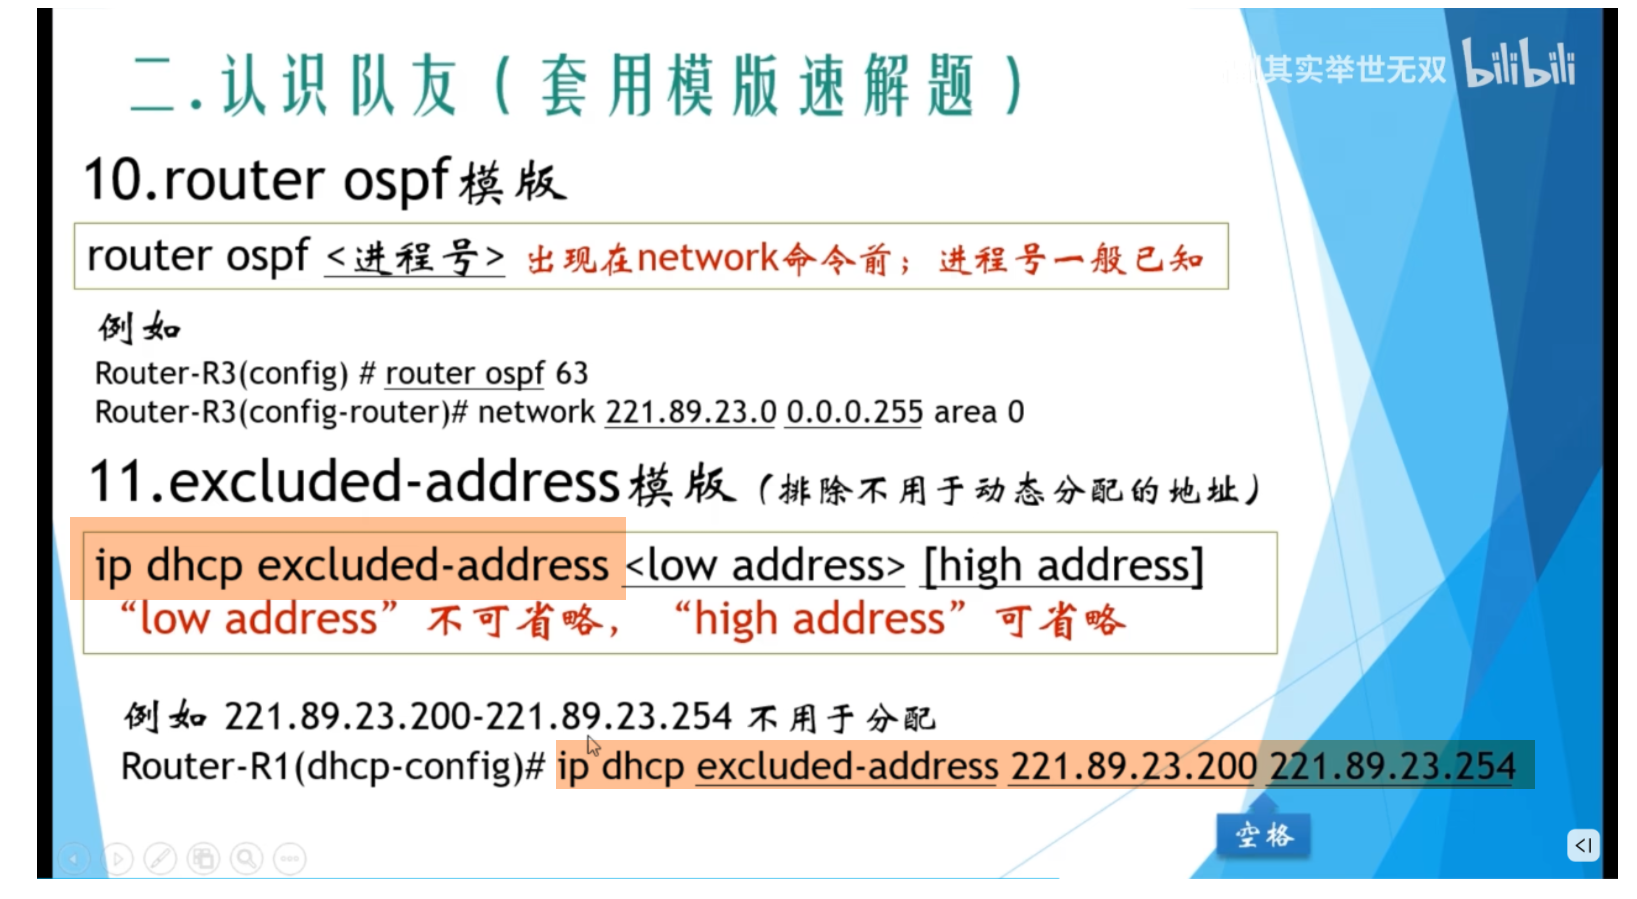 其实举世无双 bilibili
二.认识队友（套用模版速解题）
10.router ospf模版
router ospf <进程号> 出现在network命令前；进程号一般已知
例如
Router-R3(config) # router ospf 63
Router-R3(config-router)# network 221.89.23.0 0.0.0.255 area 0
11.excluded-address模版（排除不用于动态分配的地址）
ip dhcp excluded-address <low address> [high address]
“low address”不可省略， “high address”可省略
例如 221.89.23.200-221.89.23.254 不用于分配
Router-R1(dhcp-config)# ip dhcp excluded-address 221.89.23.200 221.89.23.254
空格